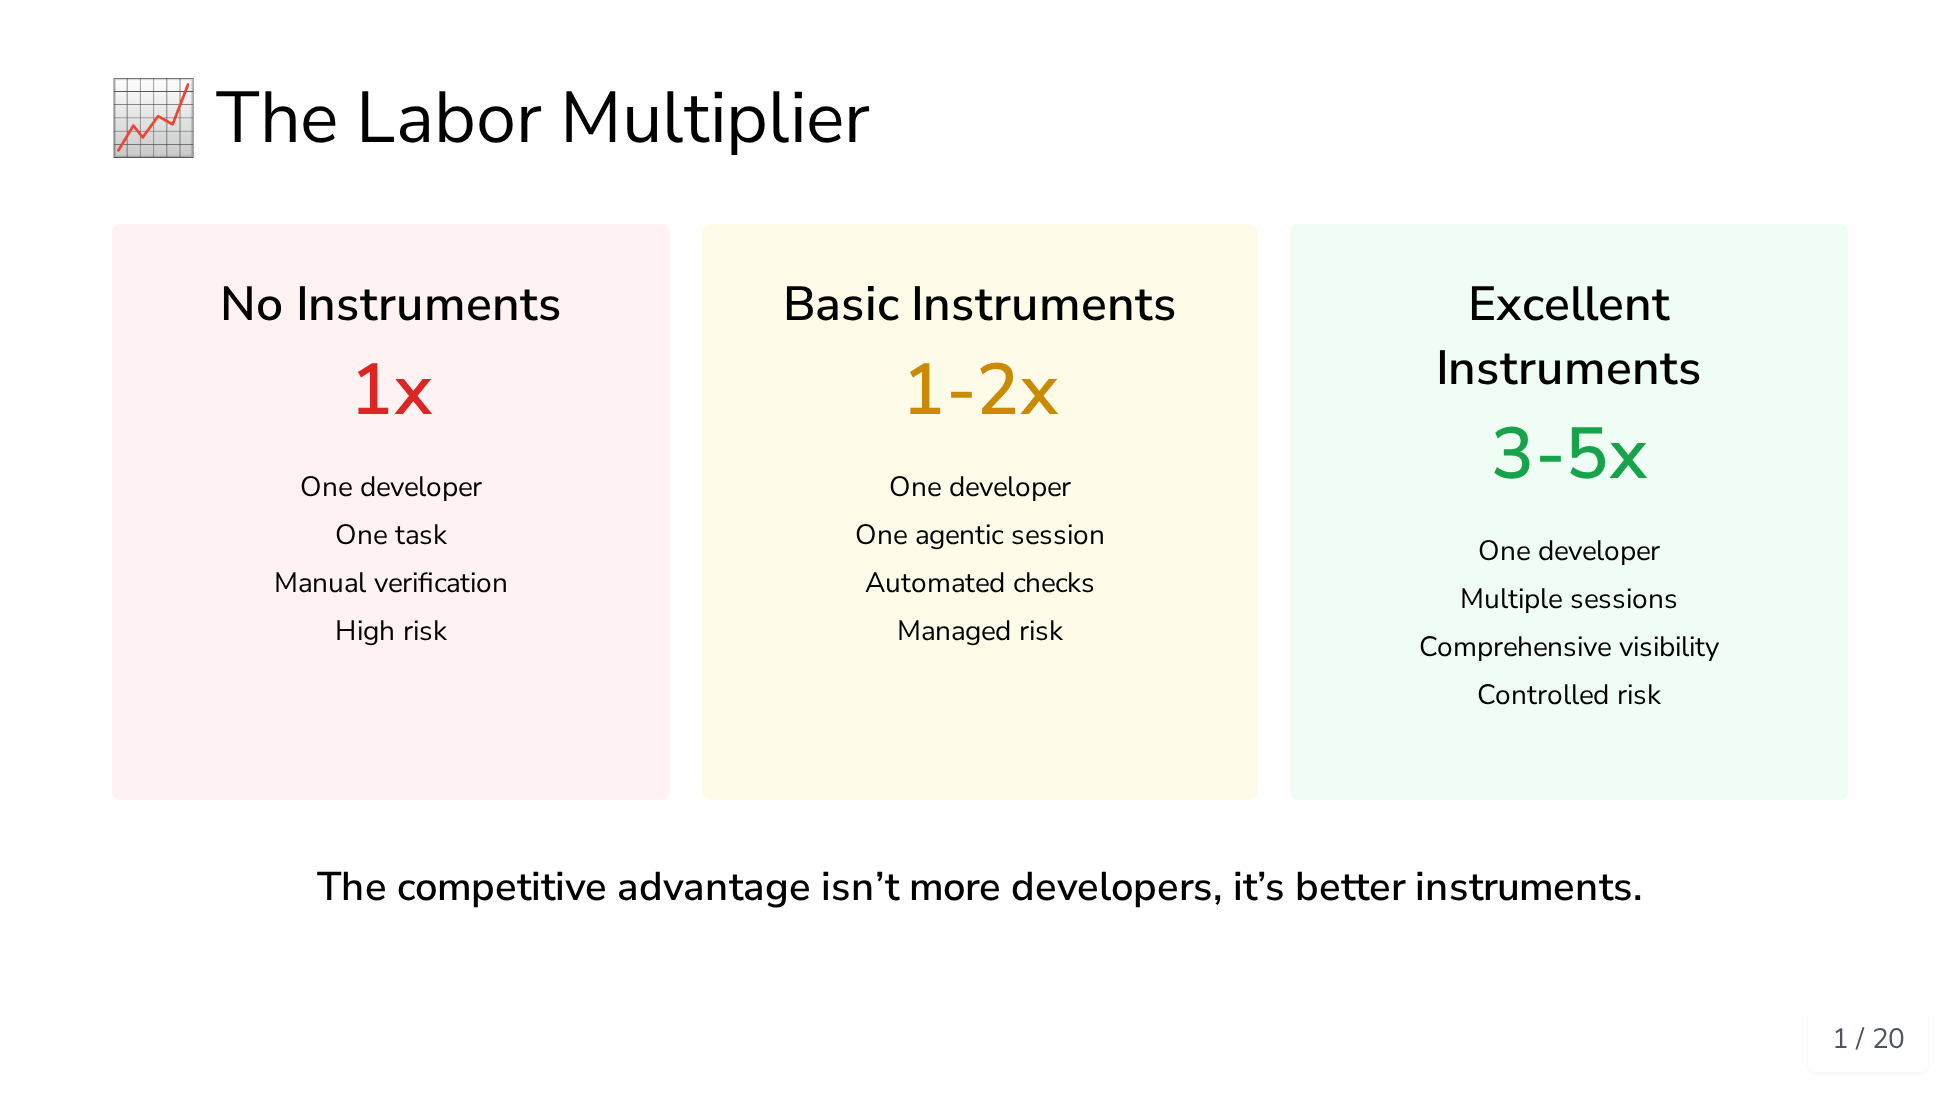 The Labor Multiplier
No Instruments
1x
One developer
One task
Manual verification
High risk
Basic Instruments
1-2x
One developer
One agentic session
Automated checks
Managed risk
Excellent
Instruments
3-5x
One developer
Multiple sessions
Comprehensive visibility
Controlled risk
The competitive advantage isn’t more developers, it’s better instruments.
1 / 20